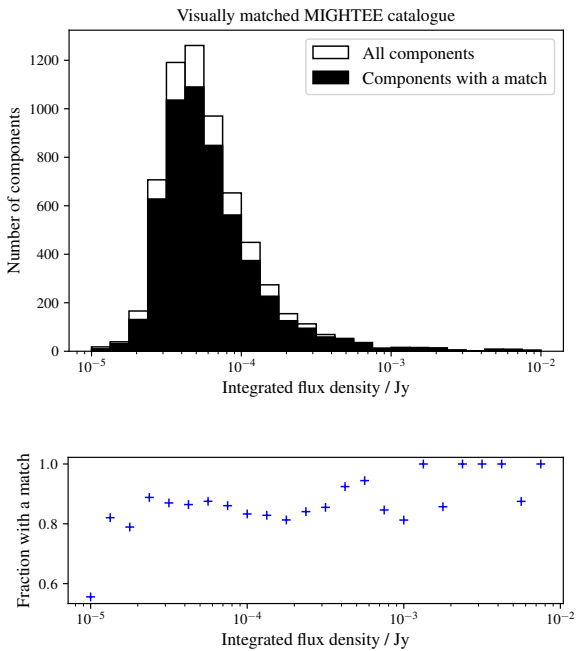 Visually matched MIGHTEE catalogue
All components
Components with a match
Number of components
1200
1000
800
600
400
200
0
10⁻⁵ 10⁻⁴ 10⁻³ 10⁻²
Integrated flux density / Jy
Fraction with a match
1.0
0.8
0.6
10⁻⁵ 10⁻⁴ 10⁻³ 10⁻²
Integrated flux density / Jy